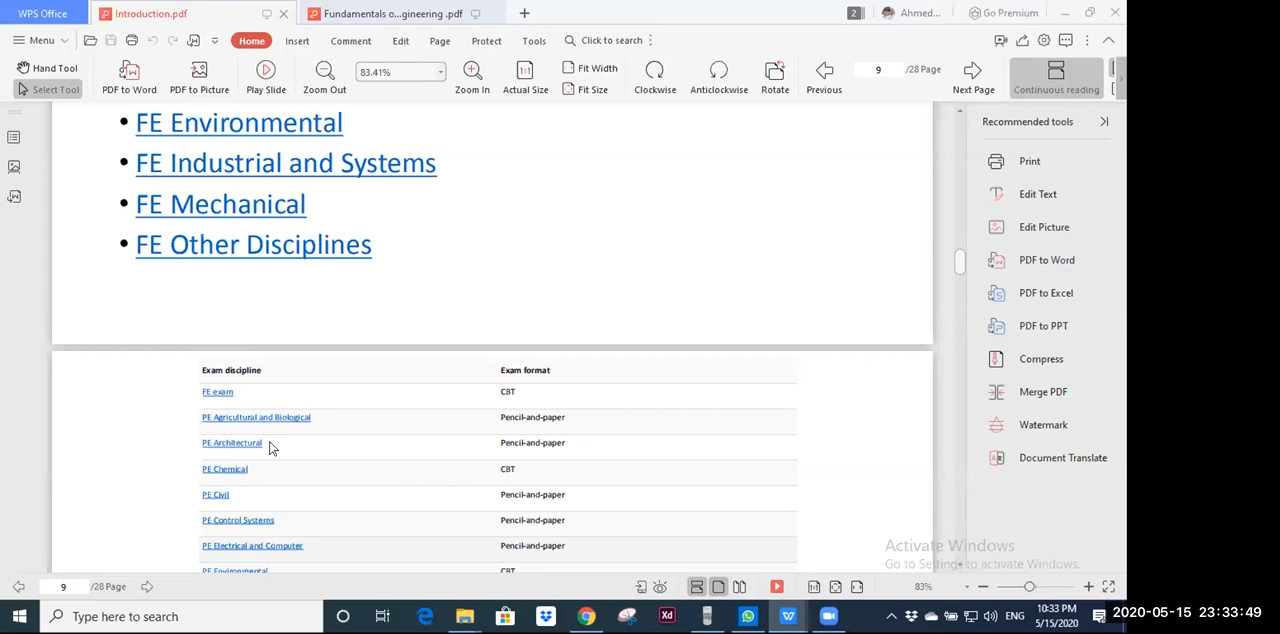 WPS Office
Introduction.pdf
Fundamentals o...gineering .pdf
2
Ahmed...
Go Premium
Menu
Home
Insert
Comment
Edit
Page
Protect
Tools
Click to search
Hand Tool
Select Tool
PDF to Word
PDF to Picture
Play Slide
Zoom Out
83.41%
Zoom In
1:1
Actual Size
Fit Width
Fit Size
Clockwise
Anticlockwise
Rotate
Previous
9
/28 Page
Next Page
Continuous reading
• FE Environmental
• FE Industrial and Systems
• FE Mechanical
• FE Other Disciplines
Exam discipline Exam format
FE exam CBT
PE Agricultural and Biological Pencil-and-paper
PE Architectural Pencil-and-paper
PE Chemical CBT
PE Civil Pencil-and-paper
PE Control Systems Pencil-and-paper
PE Electrical and Computer Pencil-and-paper
PE Environmental CBT
Recommended tools
Print
Edit Text
Edit Picture
PDF to Word
PDF to Excel
PDF to PPT
Compress
Merge PDF
Watermark
Document Translate
Activate Windows
Go to Settings to activate Windows.
9 /28 Page
83%
Type here to search
Xd
ENG
10:33 PM
5/15/2020
2020-05-15 23:33:49